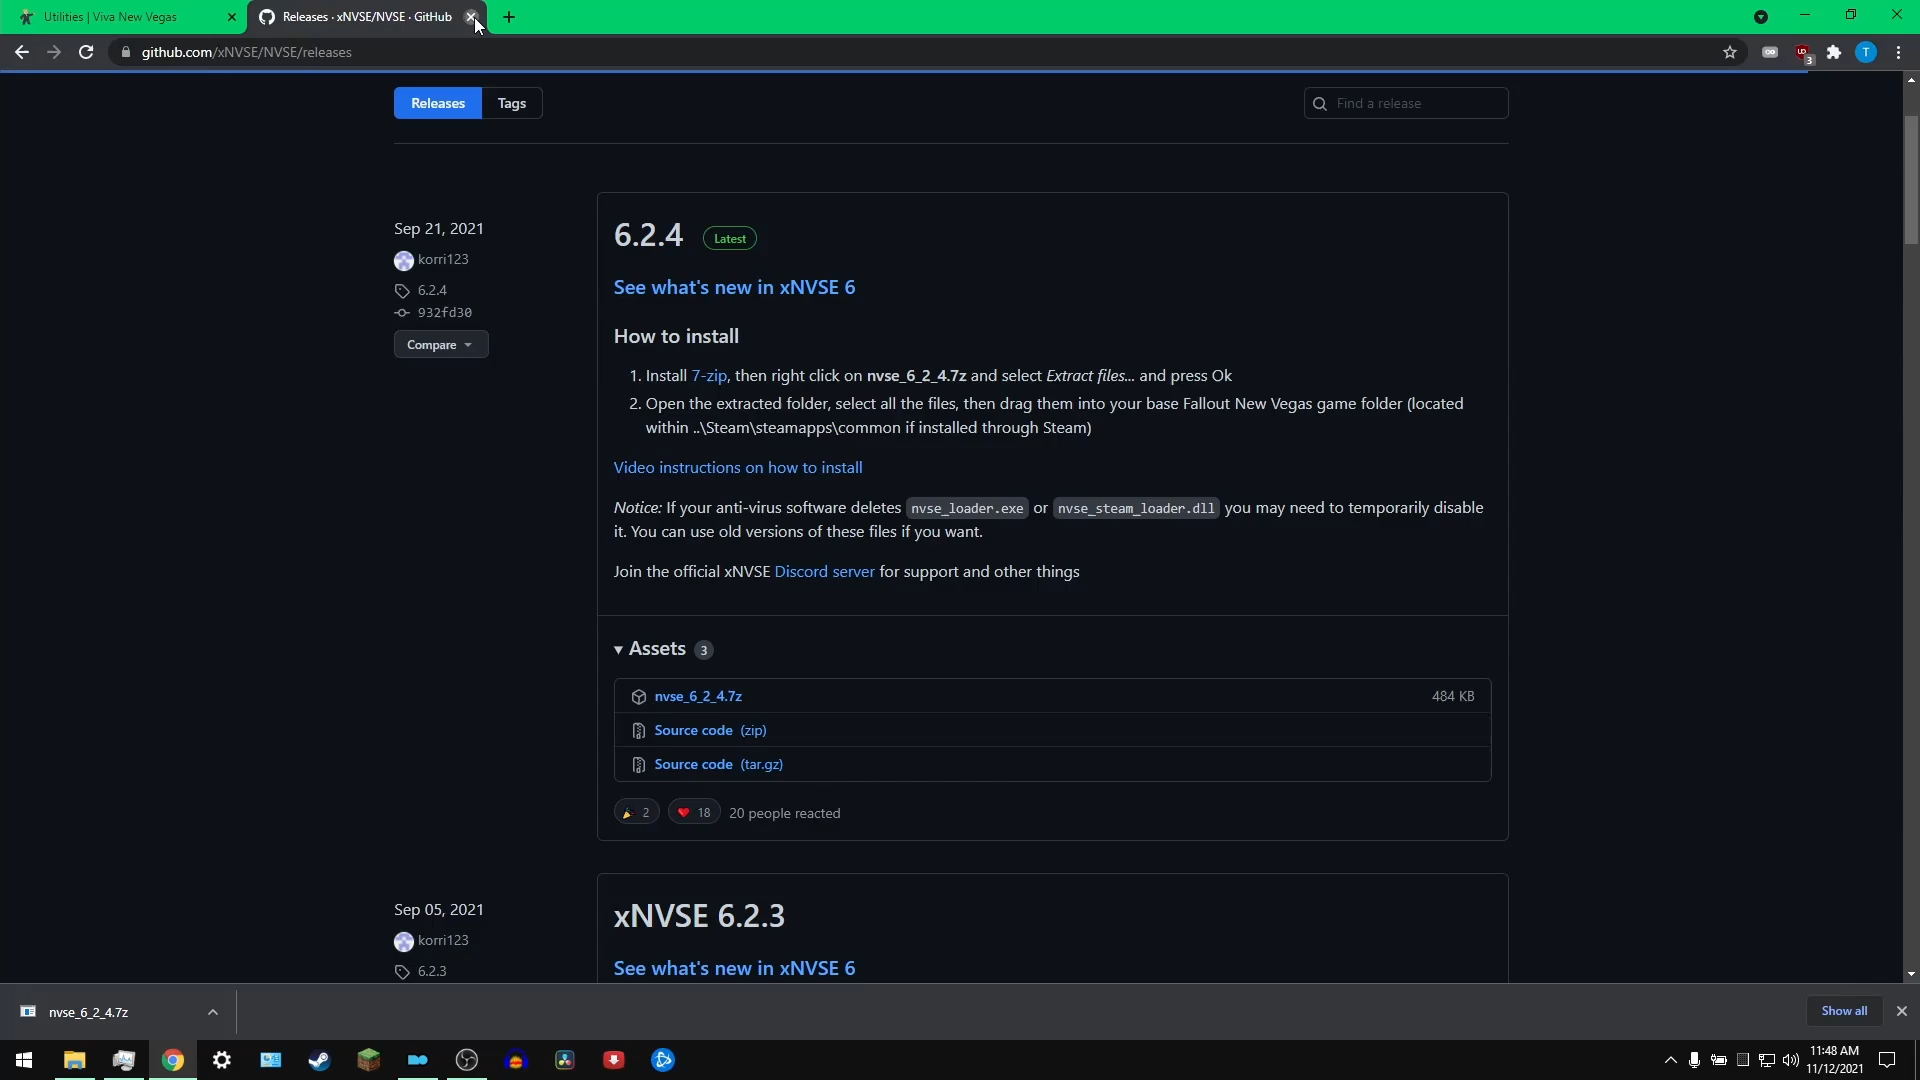 Utilities | Viva New Vegas
Releases · xNVSE/NVSE · GitHub
github.com/xNVSE/NVSE/releases
3
T
Releases
Tags
Find a release
Sep 21, 2021
korri123
6.2.4
932fd30
Compare
6.2.4
Latest
See what's new in xNVSE 6
How to install
1. Install 7-zip, then right click on nvse_6_2_4.7z and select Extract files... and press Ok
2. Open the extracted folder, select all the files, then drag them into your base Fallout New Vegas game folder (located
within ..\Steam\steamapps\common if installed through Steam)
Video instructions on how to install
Notice: If your anti-virus software deletes nvse_loader.exe or nvse_steam_loader.dll you may need to temporarily disable
it. You can use old versions of these files if you want.
Join the official xNVSE Discord server for support and other things
Assets 3
nvse_6_2_4.7z 484 KB
Source code (zip)
Source code (tar.gz)
2
18
20 people reacted
Sep 05, 2021
korri123
6.2.3
xNVSE 6.2.3
See what's new in xNVSE 6
nvse_6_2_4.7z
Show all
11:48 AM
11/12/2021